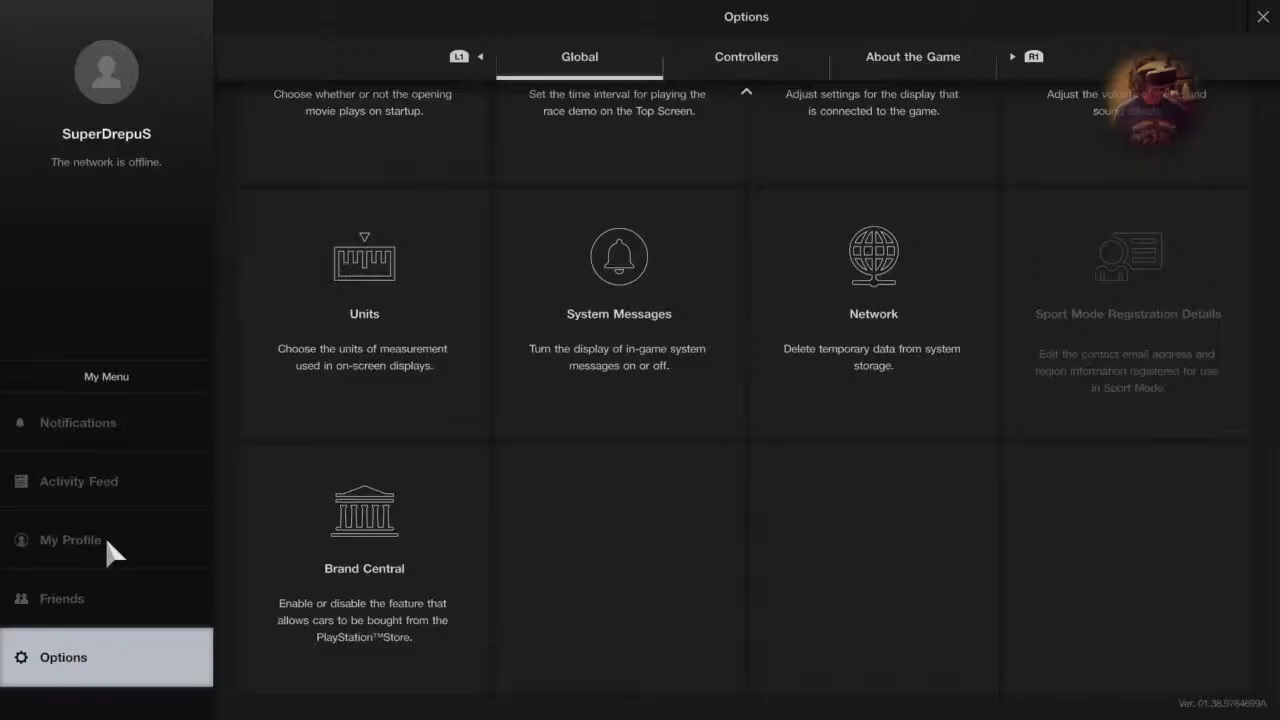 Options
L1
Global
Controllers
About the Game
R1
SuperDrepuS
The network is offline.
Choose whether or not the opening
movie plays on startup.
Set the time interval for playing the
race demo on the Top Screen.
Adjust settings for the display that
is connected to the game.
Adjust the
and
sound
Units
Choose the units of measurement
used in on-screen displays.
System Messages
Turn the display of in-game system
messages on or off.
Network
Delete temporary data from system
storage.
Sport Mode Registration Details
Edit the contact email address and
region information registered for use
in Sport Mode.
My Menu
Notifications
Activity Feed
My Profile
Friends
Options
Brand Central
Enable or disable the feature that
allows cars to be bought from the
PlayStation™Store.
Ver. 01.38.9764699A